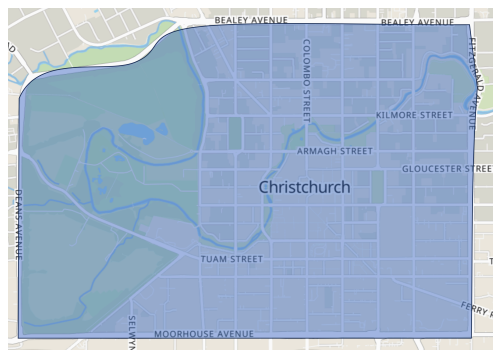 BEALEY AVENUE
BEALEY AVENUE
FITZGERALD AVENUE
COLOMBO STREET
KILMORE STREET
ARMAGH STREET
GLOUCESTER STREE
Christchurch
DEANS AVENUE
TUAM STREET
FERRY
SELWYN
MOORHOUSE AVENUE